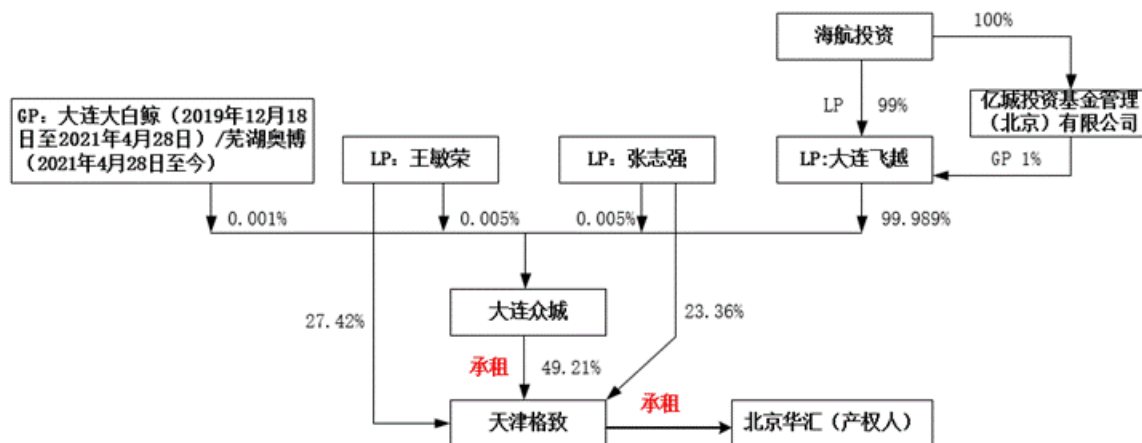 海航投资
100%
LP
99%
亿城投资基金管理
（北京）有限公司
GP：大连大白鲸（2019年12月18
日至2021年4月28日）/芜湖奥博
（2021年4月28日至今）
LP：王敏荣
LP：张志强
LP:大连飞越
GP 1%
0.001%
0.005%
0.005%
99.989%
大连众城
27.42%
23.36%
承租
49.21%
天津格致
承租
北京华汇（产权人）